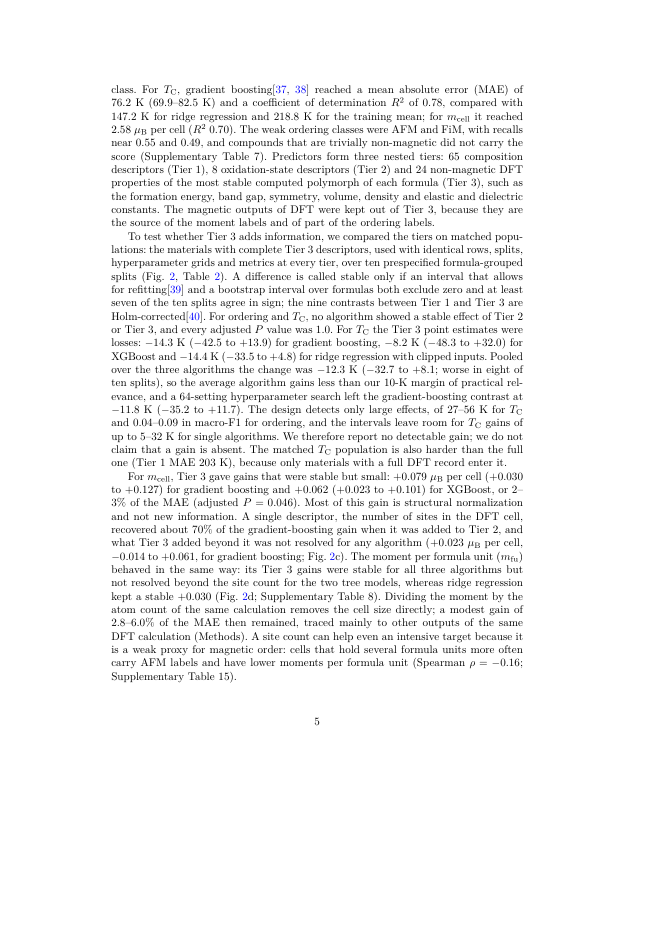 class. For T_C, gradient boosting[37, 38] reached a mean absolute error (MAE) of
76.2 K (69.9–82.5 K) and a coefficient of determination R² of 0.78, compared with
147.2 K for ridge regression and 218.8 K for the training mean; for m_cell it reached
2.58 μ_B per cell (R² 0.70). The weak ordering classes were AFM and FiM, with recalls
near 0.55 and 0.49, and compounds that are trivially non-magnetic did not carry the
score (Supplementary Table 7). Predictors form three nested tiers: 65 composition
descriptors (Tier 1), 8 oxidation-state descriptors (Tier 2) and 24 non-magnetic DFT
properties of the most stable computed polymorph of each formula (Tier 3), such as
the formation energy, band gap, symmetry, volume, density and elastic and dielectric
constants. The magnetic outputs of DFT were kept out of Tier 3, because they are
the source of the moment labels and of part of the ordering labels.
To test whether Tier 3 adds information, we compared the tiers on matched popu-
lations: the materials with complete Tier 3 descriptors, used with identical rows, splits,
hyperparameter grids and metrics at every tier, over ten prespecified formula-grouped
splits (Fig. 2, Table 2). A difference is called stable only if an interval that allows
for refitting[39] and a bootstrap interval over formulas both exclude zero and at least
seven of the ten splits agree in sign; the nine contrasts between Tier 1 and Tier 3 are
Holm-corrected[40]. For ordering and T_C, no algorithm showed a stable effect of Tier 2
or Tier 3, and every adjusted P value was 1.0. For T_C the Tier 3 point estimates were
losses: −14.3 K (−42.5 to +13.9) for gradient boosting, −8.2 K (−48.3 to +32.0) for
XGBoost and −14.4 K (−33.5 to +4.8) for ridge regression with clipped inputs. Pooled
over the three algorithms the change was −12.3 K (−32.7 to +8.1; worse in eight of
ten splits), so the average algorithm gains less than our 10-K margin of practical rel-
evance, and a 64-setting hyperparameter search left the gradient-boosting contrast at
−11.8 K (−35.2 to +11.7). The design detects only large effects, of 27–56 K for T_C
and 0.04–0.09 in macro-F1 for ordering, and the intervals leave room for T_C gains of
up to 5–32 K for single algorithms. We therefore report no detectable gain; we do not
claim that a gain is absent. The matched T_C population is also harder than the full
one (Tier 1 MAE 203 K), because only materials with a full DFT record enter it.
For m_cell, Tier 3 gave gains that were stable but small: +0.079 μ_B per cell (+0.030
to +0.127) for gradient boosting and +0.062 (+0.023 to +0.101) for XGBoost, or 2–
3% of the MAE (adjusted P = 0.046). Most of this gain is structural normalization
and not new information. A single descriptor, the number of sites in the DFT cell,
recovered about 70% of the gradient-boosting gain when it was added to Tier 2, and
what Tier 3 added beyond it was not resolved for any algorithm (+0.023 μ_B per cell,
−0.014 to +0.061, for gradient boosting; Fig. 2c). The moment per formula unit (m_fu)
behaved in the same way: its Tier 3 gains were stable for all three algorithms but
not resolved beyond the site count for the two tree models, whereas ridge regression
kept a stable +0.030 (Fig. 2d; Supplementary Table 8). Dividing the moment by the
atom count of the same calculation removes the cell size directly; a modest gain of
2.8–6.0% of the MAE then remained, traced mainly to other outputs of the same
DFT calculation (Methods). A site count can help even an intensive target because it
is a weak proxy for magnetic order: cells that hold several formula units more often
carry AFM labels and have lower moments per formula unit (Spearman ρ = −0.16;
Supplementary Table 15).
5